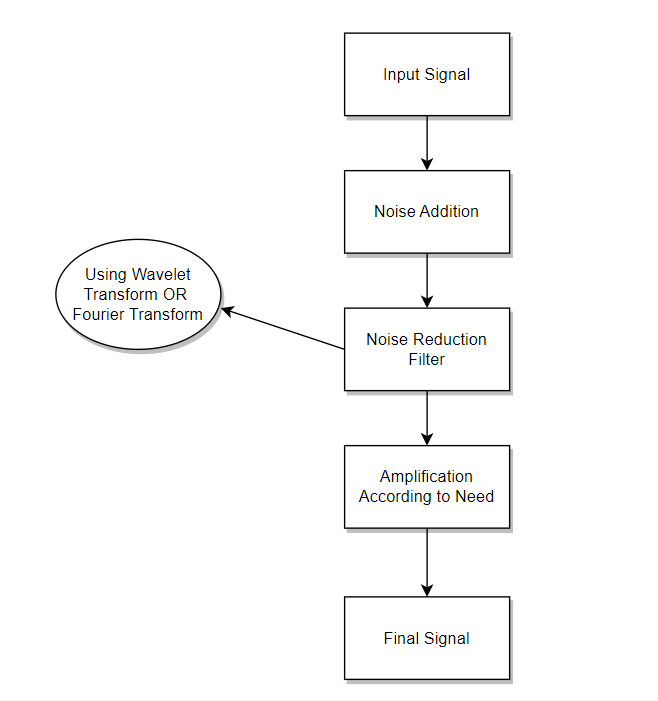 Input Signal
Noise Addition
Using Wavelet
Transform OR
Fourier Transform
Noise Reduction
Filter
Amplification
According to Need
Final Signal